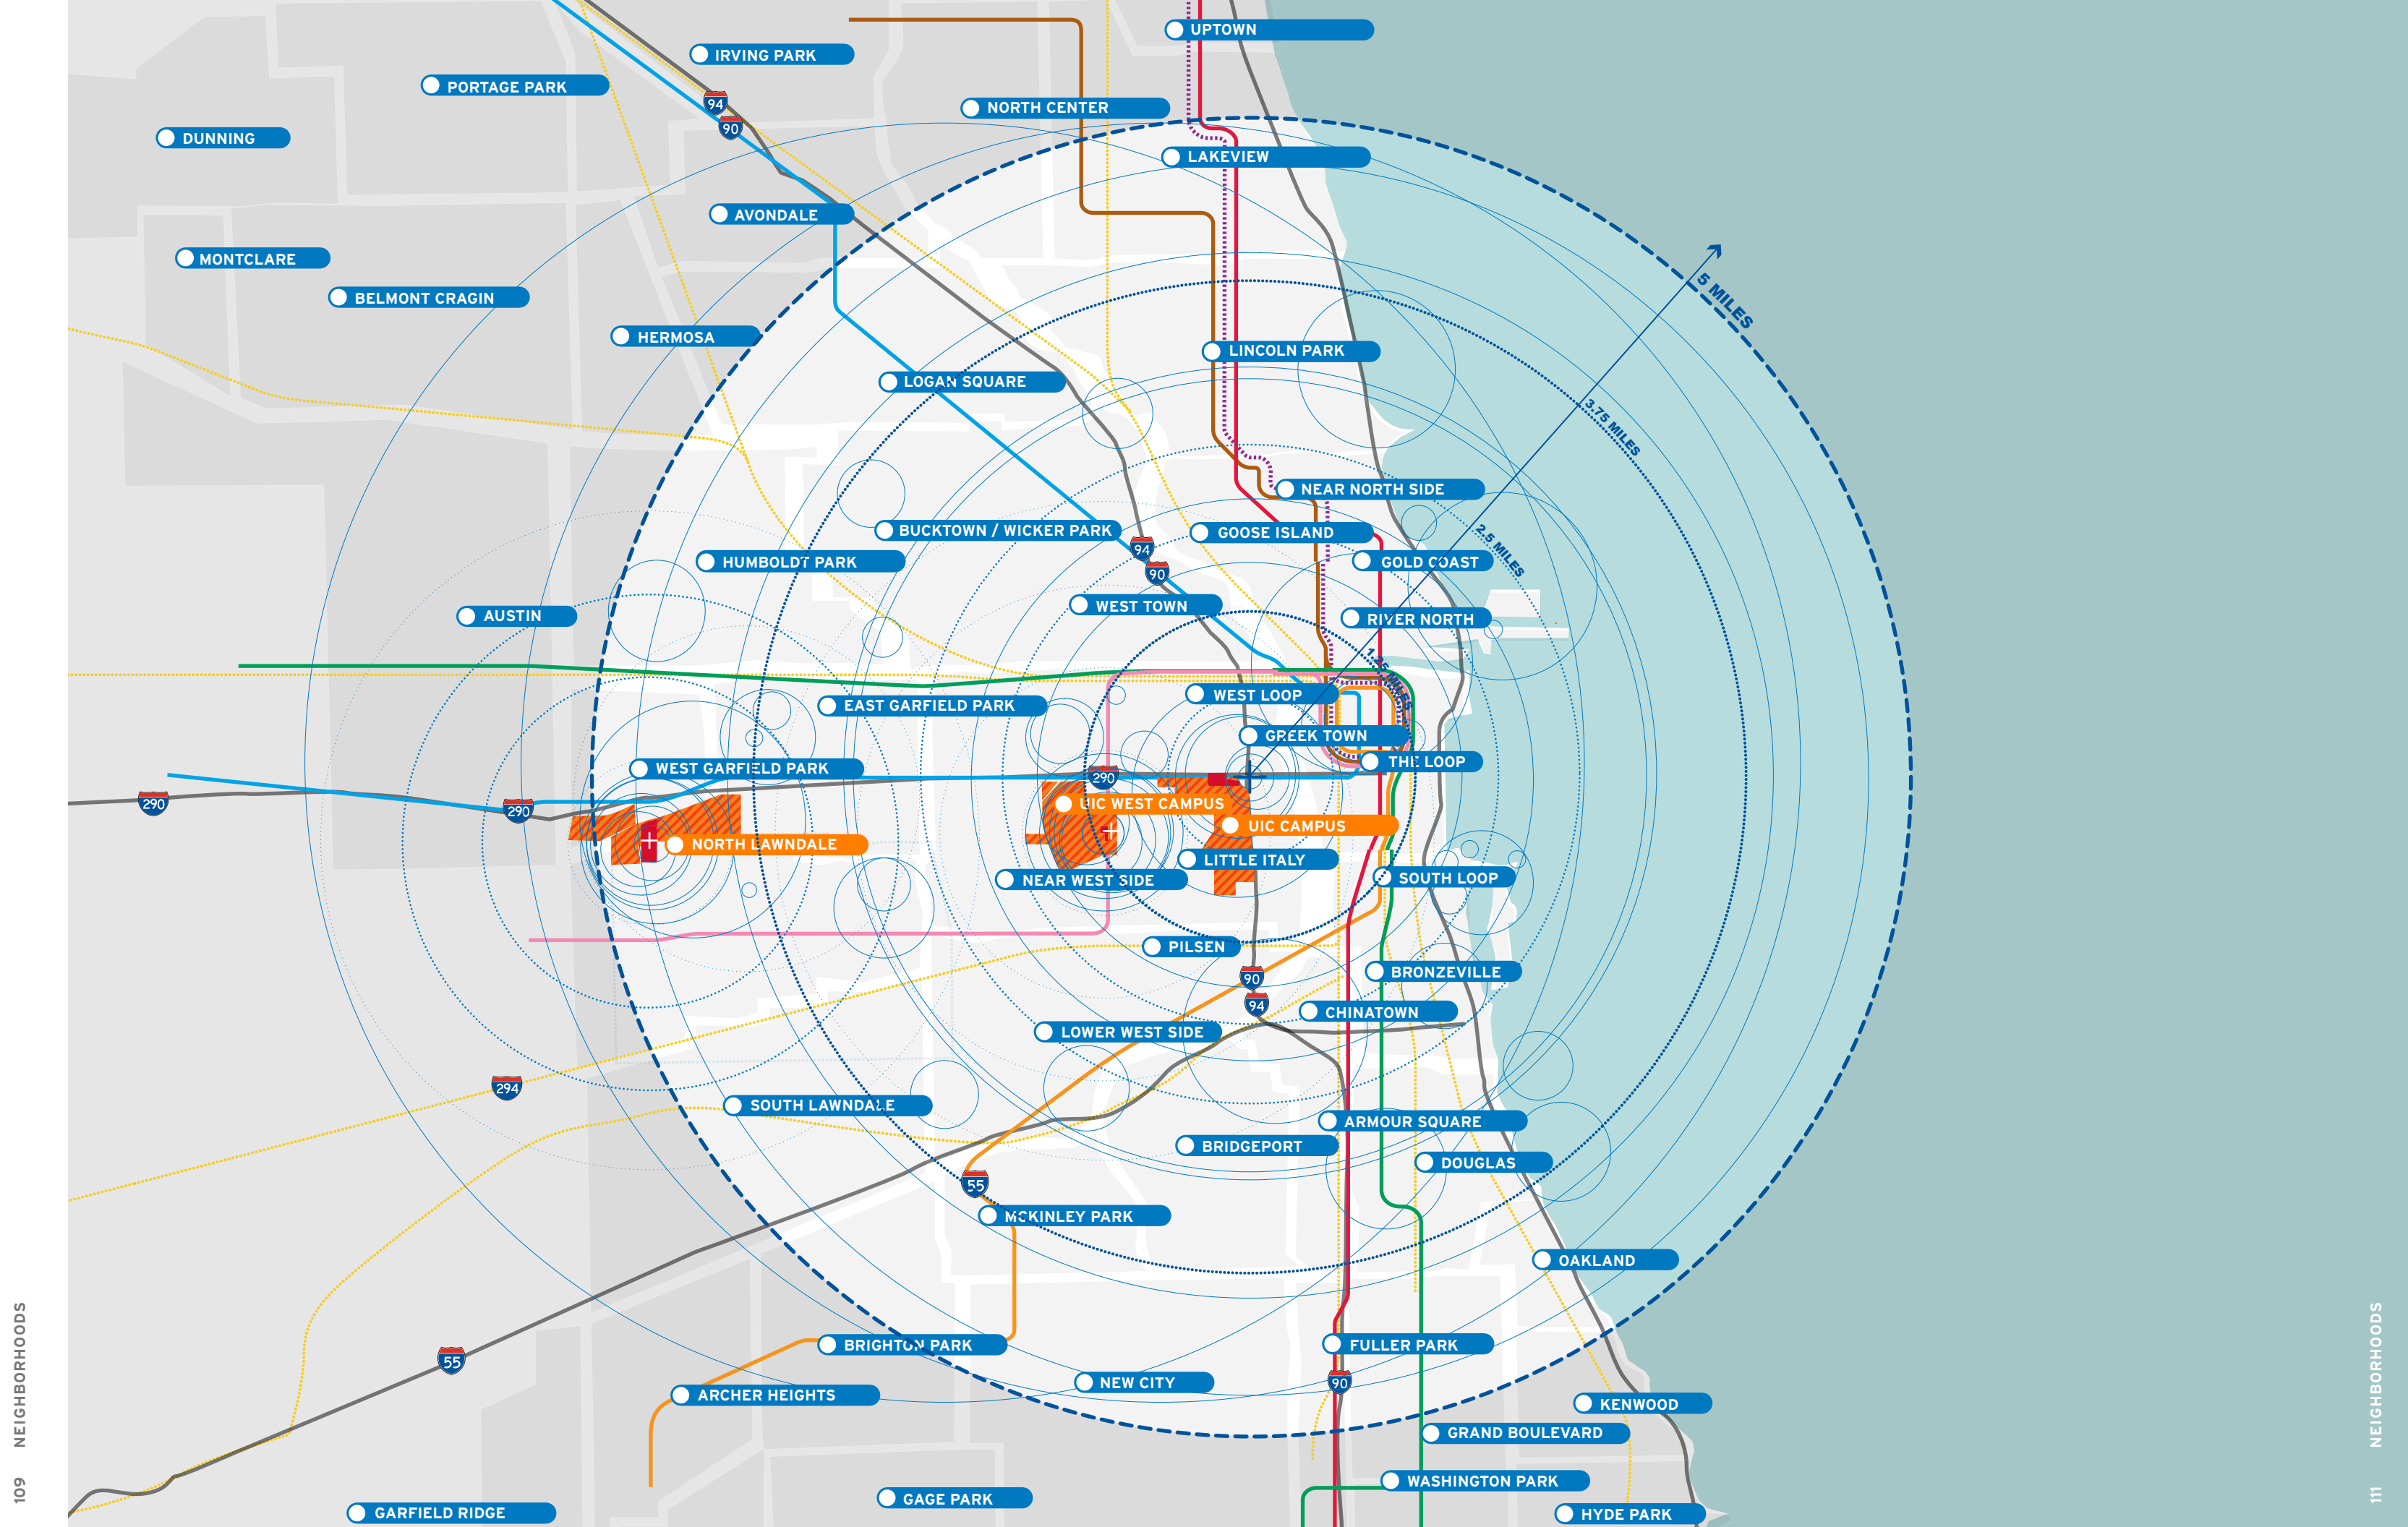 UPTOWN
IRVING PARK
PORTAGE PARK
94
NORTH CENTER
90
DUNNING
LAKEVIEW
AVONDALE
MONTCLARE
BELMONT CRAGIN
5 MILES
HERMOSA
LINCOLN PARK
LOGAN SQUARE
3.75 MILES
NEAR NORTH SIDE
BUCKTOWN / WICKER PARK
GOOSE ISLAND
94
2.5 MILES
HUMBOLDT PARK
GOLD COAST
90
WEST TOWN
AUSTIN
RIVER NORTH
1.25 MILES
WEST LOOP
EAST GARFIELD PARK
GREEK TOWN
THE LOOP
WEST GARFIELD PARK
290
290
290
UIC WEST CAMPUS
UIC CAMPUS
NORTH LAWNDALE
LITTLE ITALY
NEAR WEST SIDE
SOUTH LOOP
PILSEN
BRONZEVILLE
90
94
CHINATOWN
LOWER WEST SIDE
294
SOUTH LAWNDALE
ARMOUR SQUARE
BRIDGEPORT
DOUGLAS
55
MCKINLEY PARK
OAKLAND
BRIGHTON PARK
FULLER PARK
55
NEW CITY
90
ARCHER HEIGHTS
KENWOOD
GRAND BOULEVARD
WASHINGTON PARK
GAGE PARK
GARFIELD RIDGE
HYDE PARK
109 NEIGHBORHOODS
111 NEIGHBORHOODS